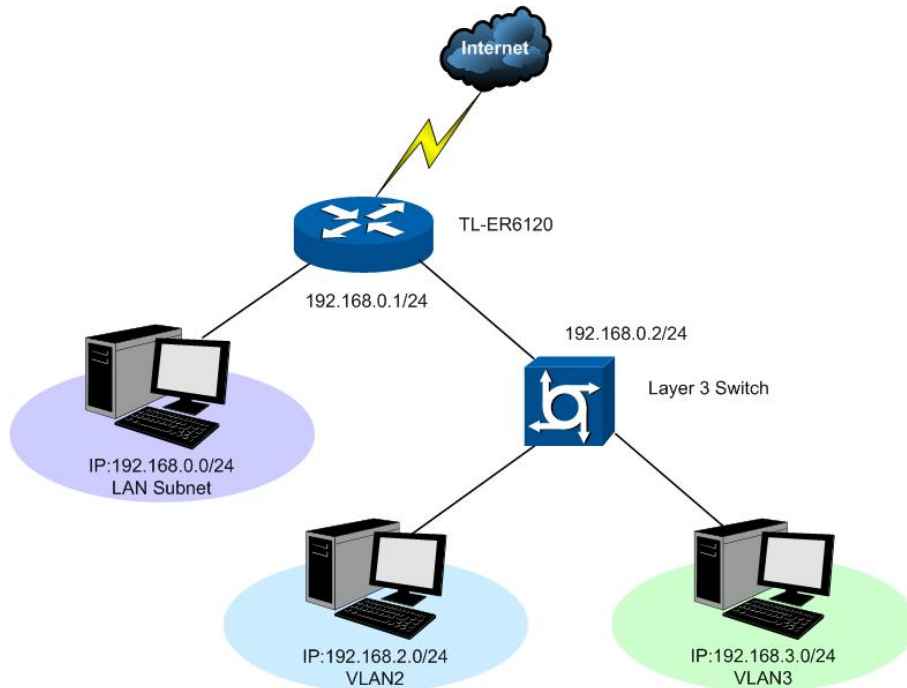 Internet
TL-ER6120
192.168.0.1/24
192.168.0.2/24
Layer 3 Switch
IP:192.168.0.0/24
LAN Subnet
IP:192.168.2.0/24
VLAN2
IP:192.168.3.0/24
VLAN3